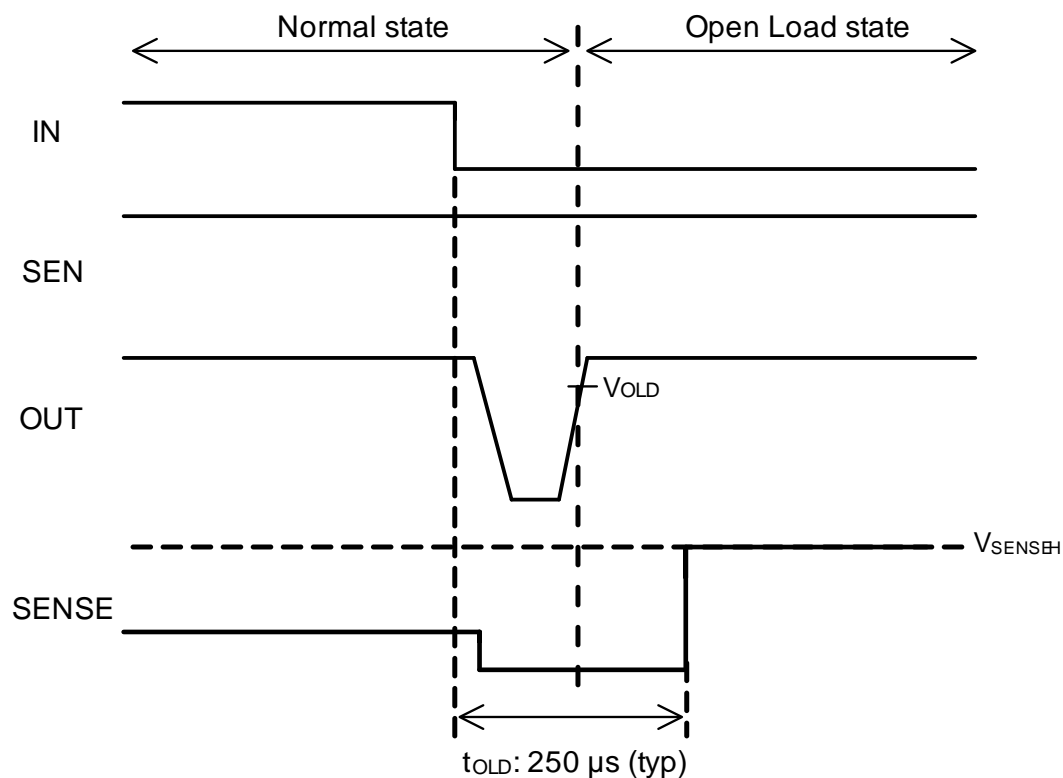 Normal state
Open Load state
IN
SEN
VOLD
OUT
VSENSEH
SENSE
tOLD: 250 µs (typ)